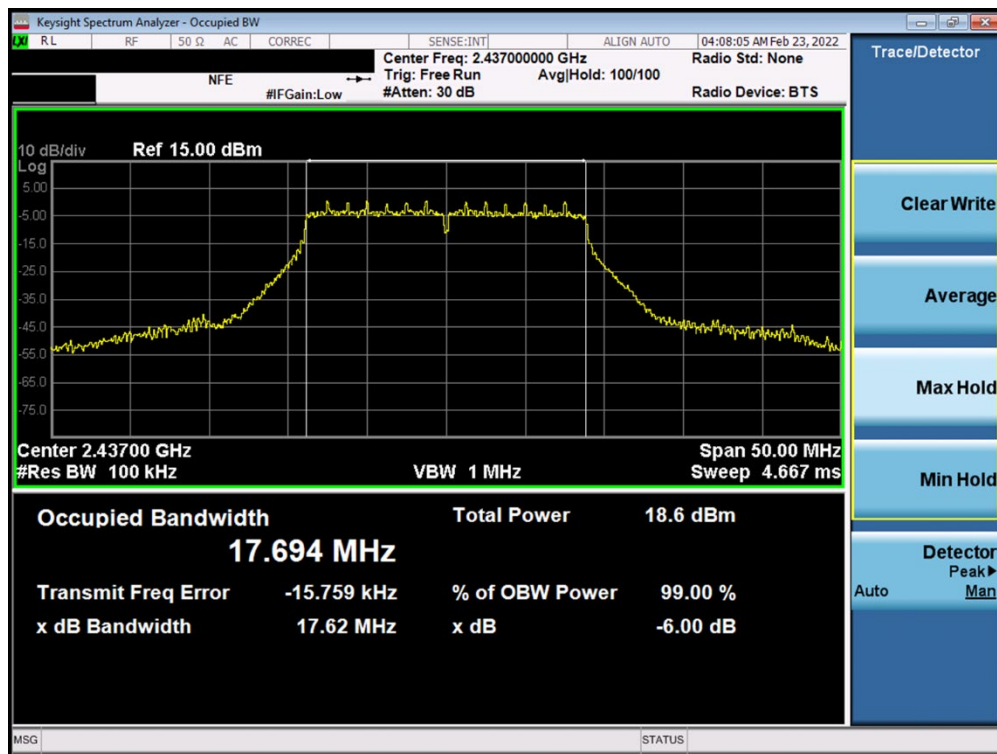 Keysight Spectrum Analyzer - Occupied BW
LXI RL RF 50 Ω AC CORREC SENSE:INT ALIGN AUTO 04:08:05 AM Feb 23, 2022
NFE
#IFGain:Low
Center Freq: 2.437000000 GHz
Trig: Free Run Avg|Hold: 100/100
#Atten: 30 dB
Radio Std: None
Radio Device: BTS
10 dB/div Ref 15.00 dBm
Log
5.00
-5.00
-15.0
-25.0
-35.0
-45.0
-55.0
-65.0
-75.0
Center 2.43700 GHz Span 50.00 MHz
#Res BW 100 kHz VBW 1 MHz Sweep 4.667 ms
Occupied Bandwidth Total Power 18.6 dBm
17.694 MHz
Transmit Freq Error -15.759 kHz % of OBW Power 99.00 %
x dB Bandwidth 17.62 MHz x dB -6.00 dB
MSG STATUS
Trace/Detector
Clear Write
Average
Max Hold
Min Hold
Detector
Peak▶
Auto Man